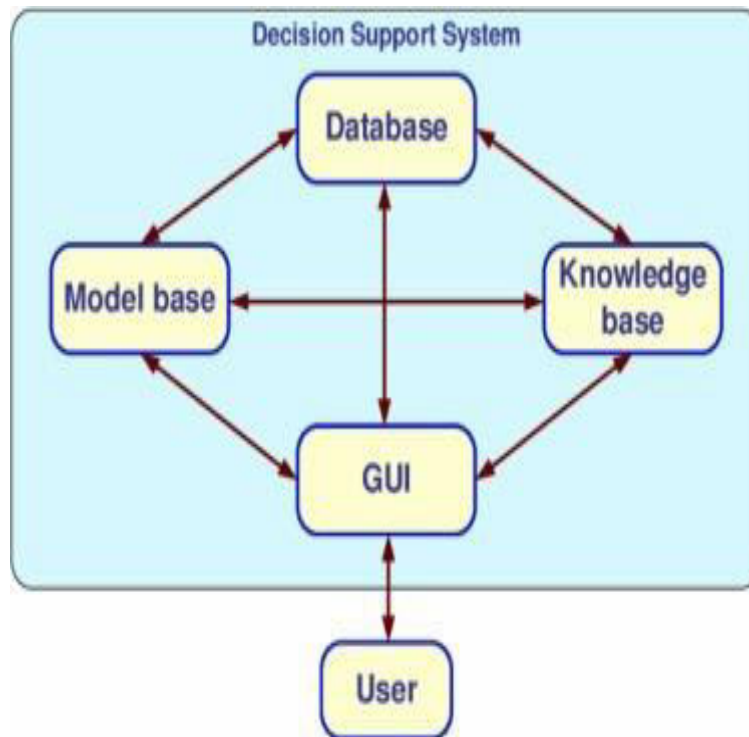 Decision Support System
Database
Model base
Knowledge
base
GUI
User